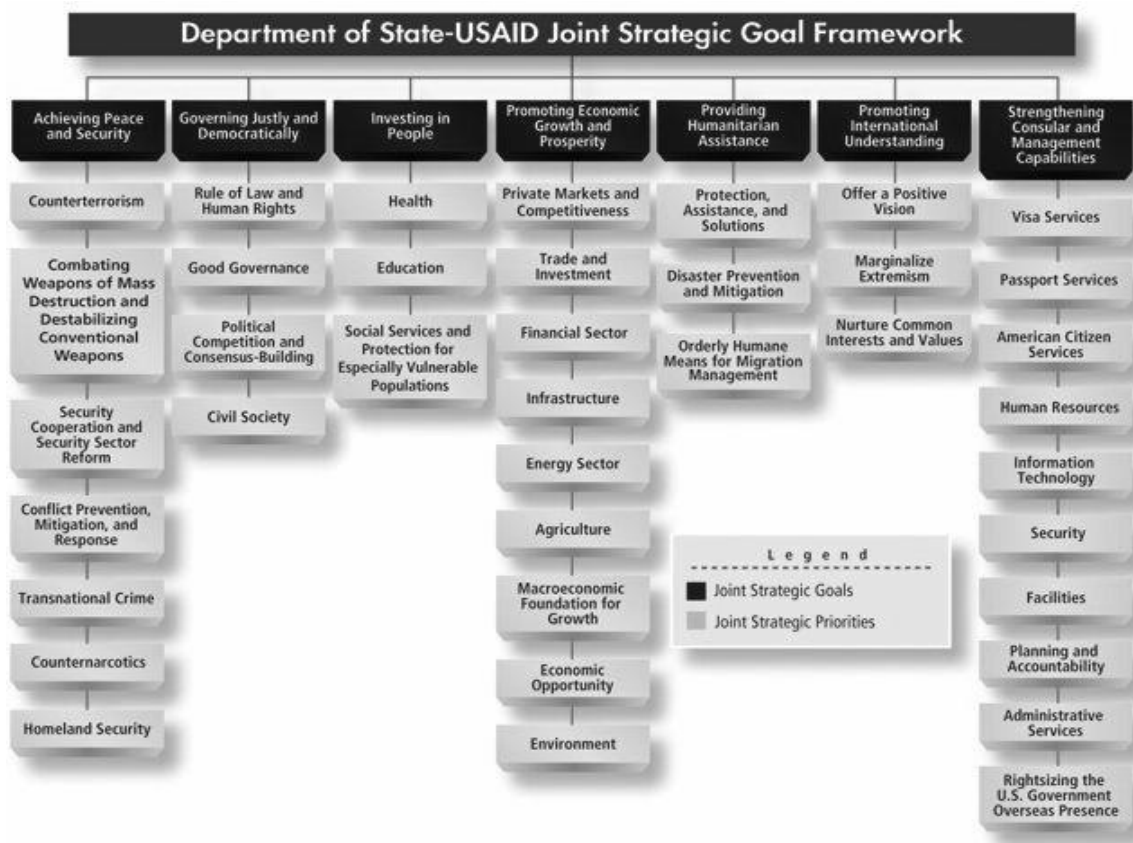 Department of State-USAID Joint Strategic Goal Framework
Achieving Peace
and Security
Counterterrorism
Combating
Weapons of Mass
Destruction and
Destabilizing
Conventional
Weapons
Security
Cooperation and
Security Sector
Reform
Conflict Prevention,
Mitigation, and
Response
Transnational Crime
Counternarcotics
Homeland Security
Governing Justly and
Democratically
Rule of Law and
Human Rights
Good Governance
Political
Competition and
Consensus-Building
Civil Society
Investing in
People
Health
Education
Social Services and
Protection for
Especially Vulnerable
Populations
Promoting Economic
Growth and
Prosperity
Private Markets and
Competitiveness
Trade and
Investment
Financial Sector
Infrastructure
Energy Sector
Agriculture
Macroeconomic
Foundation for
Growth
Economic
Opportunity
Environment
Providing
Humanitarian
Assistance
Protection,
Assistance, and
Solutions
Disaster Prevention
and Mitigation
Orderly Humane
Means for Migration
Management
Promoting
International
Understanding
Offer a Positive
Vision
Marginalize
Extremism
Nurture Common
Interests and Values
Strengthening
Consular and
Management
Capabilities
Visa Services
Passport Services
American Citizen
Services
Human Resources
Information
Technology
Security
Facilities
Planning and
Accountability
Administrative
Services
Rightsizing the
U.S. Government
Overseas Presence
Legend
Joint Strategic Goals
Joint Strategic Priorities